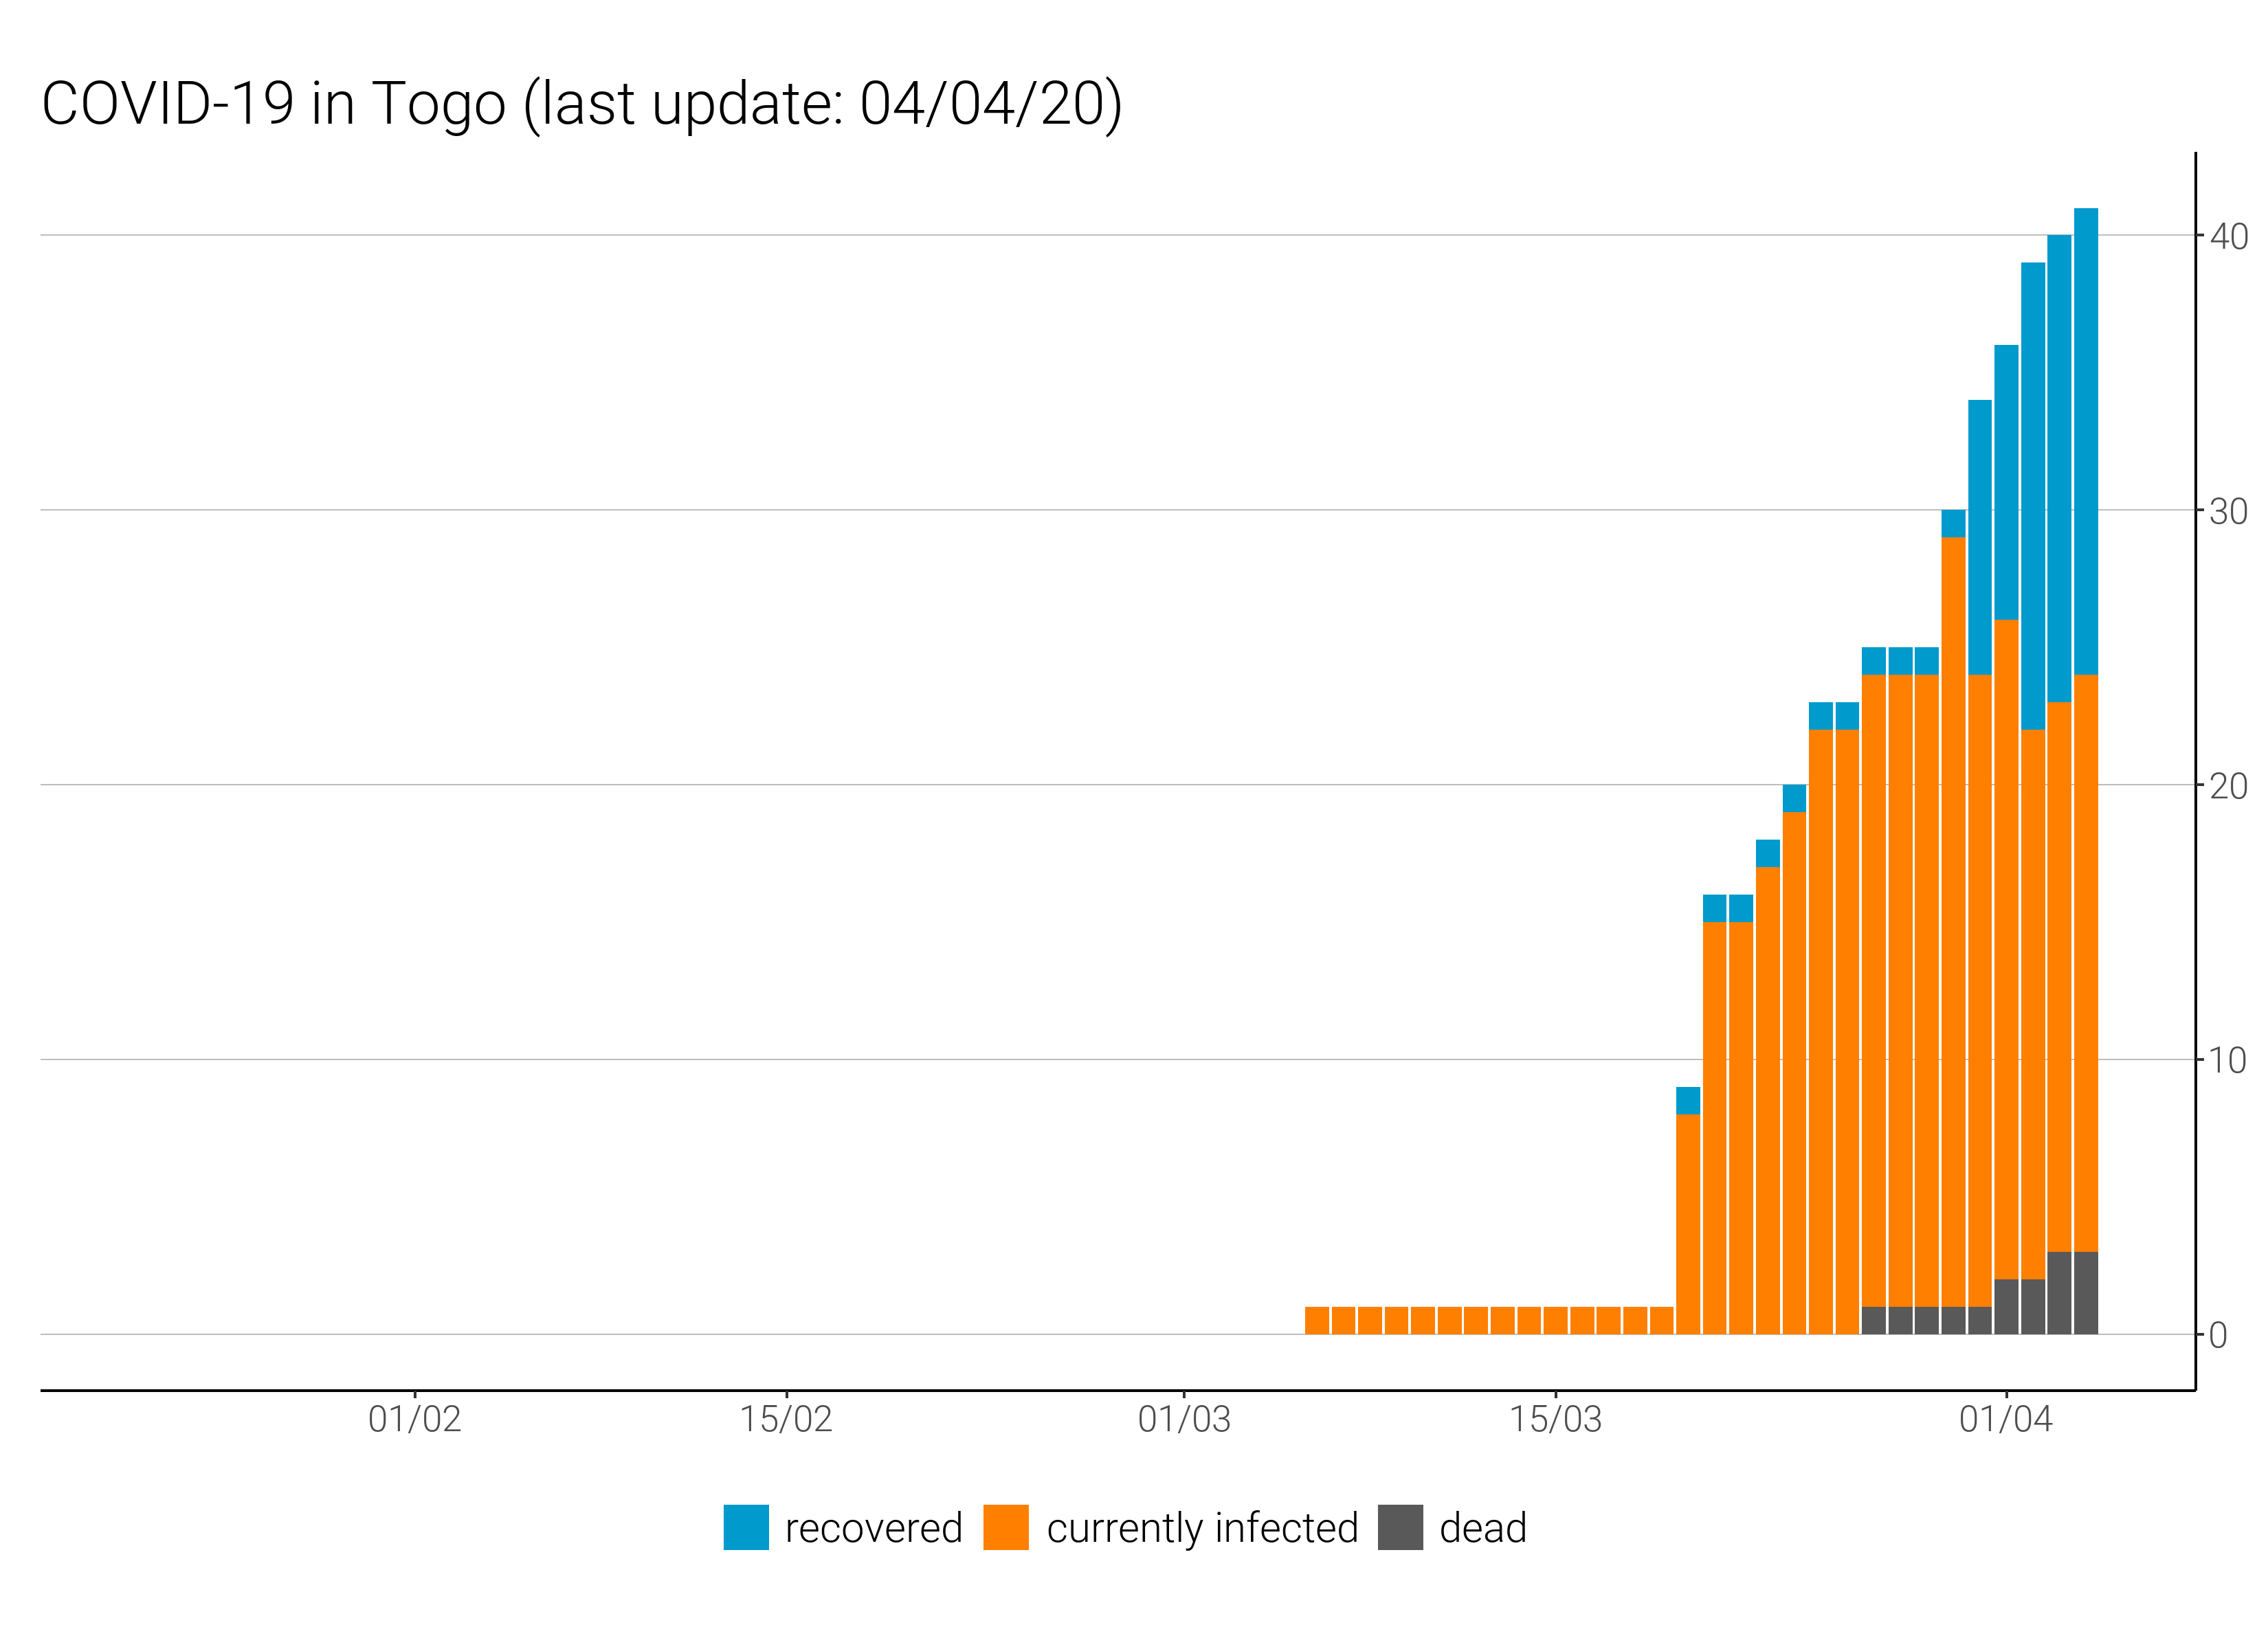 COVID-19 in Togo (last update: 04/04/20)
40
30
20
10
0
01/02 15/02 01/03 15/03 01/04
recovered currently infected dead